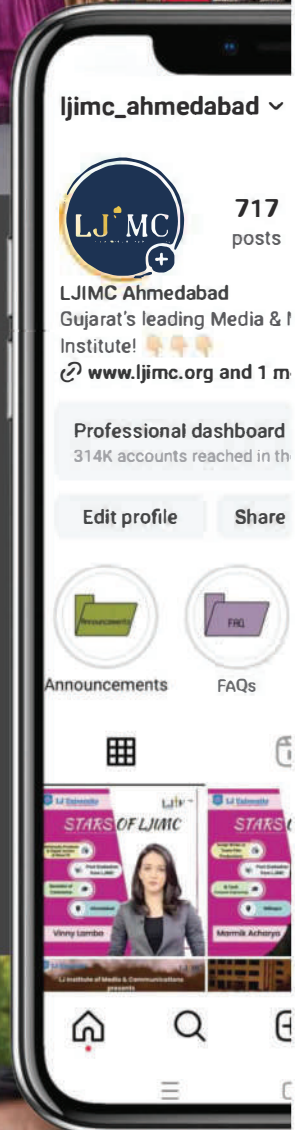 ljimc_ahmedabad
LJMC
717
posts
LJIMC Ahmedabad
Gujarat's leading Media &
Institute!
www.ljimc.org and 1
Professional dashboard
314K accounts reached in
Edit profile
Share
Announcements
FAQ
Announcements
FAQs
LJ University
STARS OF LJIMC
Vinny Lamba
LJ University
STARS
Marmik Acharya
LJ Institute of Media & Communications
presents